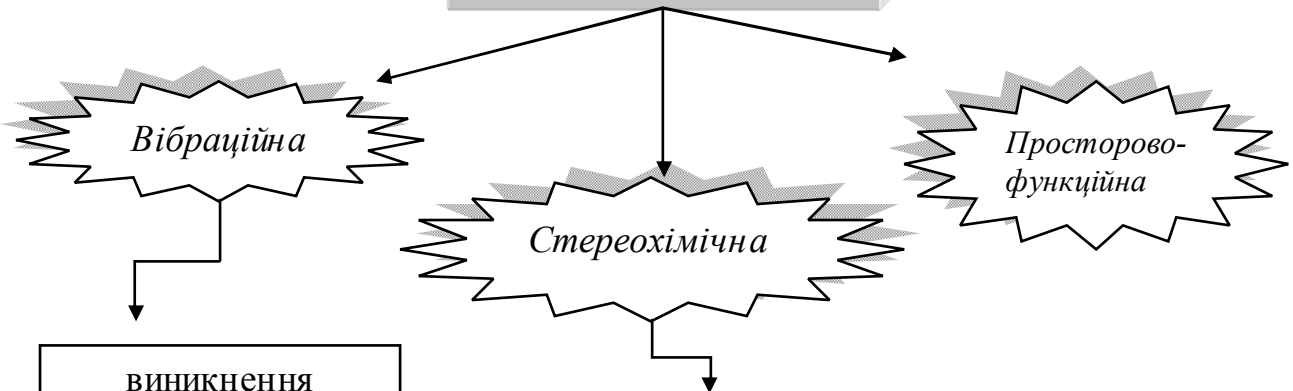 Вібраційна
Просторово-
функційна
Стереохімічна
виникнення